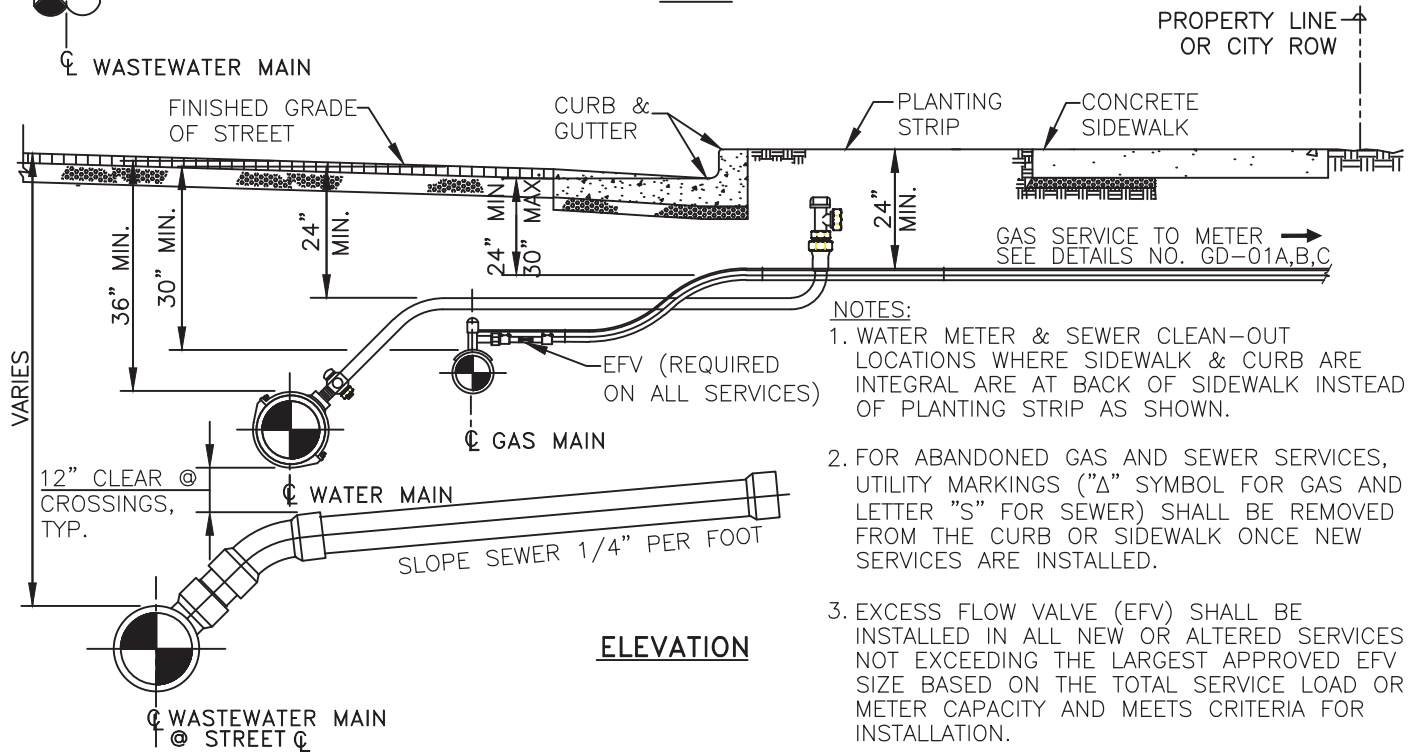 PROPERTY LINE
OR CITY ROW
℄ WASTEWATER MAIN
FINISHED GRADE
OF STREET
CURB &
GUTTER
PLANTING
STRIP
CONCRETE
SIDEWALK
VARIES
36" MIN.
30" MIN.
24"
MIN.
24" MIN
30" MAX.
24"
MIN.
GAS SERVICE TO METER
SEE DETAILS NO. GD-01A,B,C
EFV (REQUIRED
ON ALL SERVICES)
℄ GAS MAIN
12" CLEAR @
CROSSINGS,
TYP.
℄ WATER MAIN
SLOPE SEWER 1/4" PER FOOT
ELEVATION
℄ WASTEWATER MAIN
@ STREET ℄
NOTES:
1. WATER METER & SEWER CLEAN-OUT
LOCATIONS WHERE SIDEWALK & CURB ARE
INTEGRAL ARE AT BACK OF SIDEWALK INSTEAD
OF PLANTING STRIP AS SHOWN.
2. FOR ABANDONED GAS AND SEWER SERVICES,
UTILITY MARKINGS ("Δ" SYMBOL FOR GAS AND
LETTER "S" FOR SEWER) SHALL BE REMOVED
FROM THE CURB OR SIDEWALK ONCE NEW
SERVICES ARE INSTALLED.
3. EXCESS FLOW VALVE (EFV) SHALL BE
INSTALLED IN ALL NEW OR ALTERED SERVICES
NOT EXCEEDING THE LARGEST APPROVED EFV
SIZE BASED ON THE TOTAL SERVICE LOAD OR
METER CAPACITY AND MEETS CRITERIA FOR
INSTALLATION.